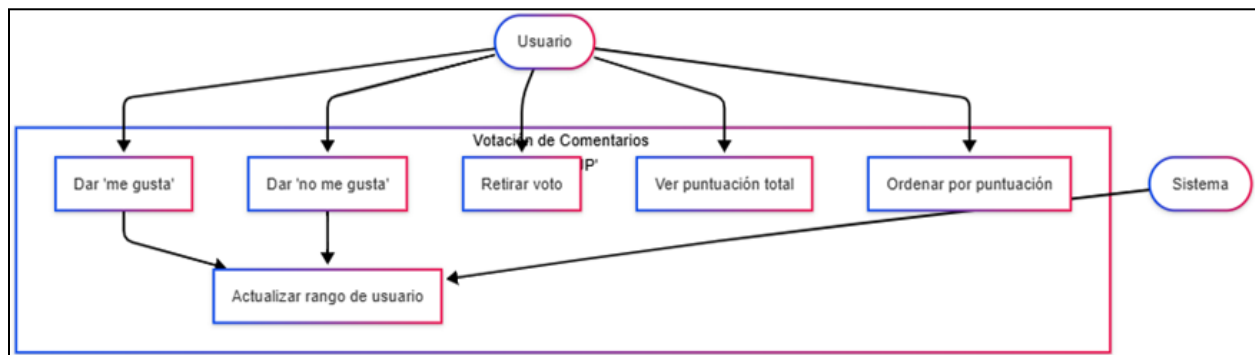 Usuario
Votación de Comentarios
Dar 'me gusta'
Dar 'no me gusta'
Retirar voto
Ver puntuación total
Ordenar por puntuación
Sistema
Actualizar rango de usuario